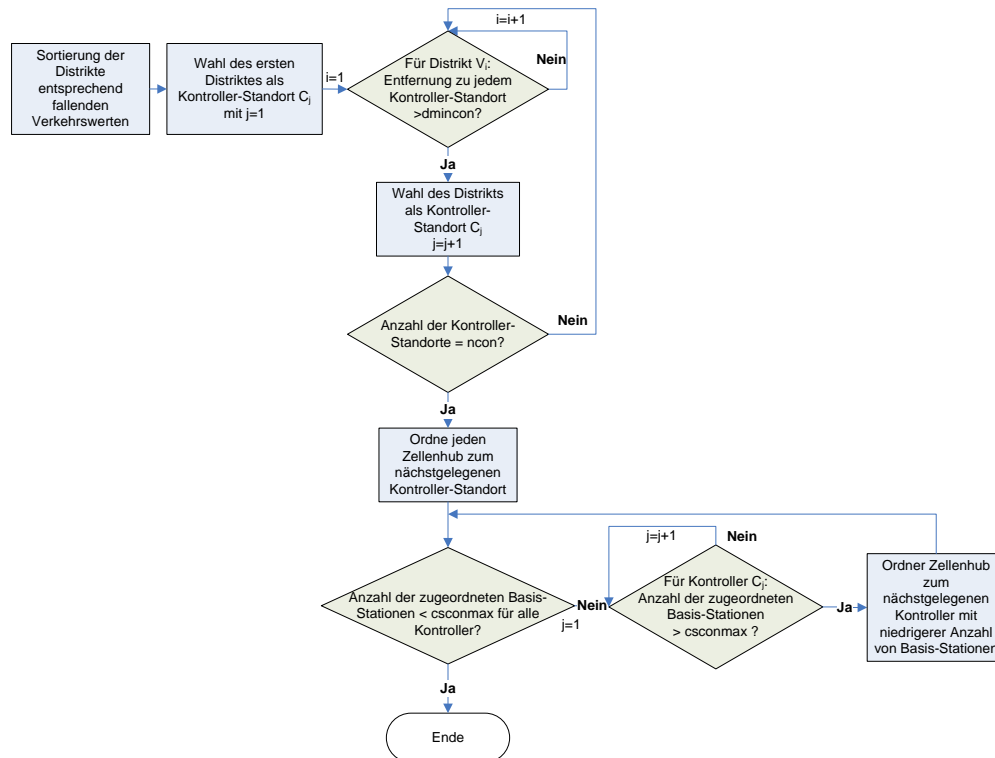 Sortierung der
Distrikte
entsprechend
fallenden
Verkehrswerten
Wahl des ersten
Distriktes als
Kontroller-Standort Cj
mit j=1
i=1
i=i+1
Für Distrikt Vi:
Entfernung zu jedem
Kontroller-Standort
>dmincon?
Nein
Ja
Wahl des Distrikts
als Kontroller-
Standort Cj
j=j+1
Anzahl der Kontroller-
Standorte = ncon?
Nein
Ja
Ordne jeden
Zellenhub zum
nächstgelegenen
Kontroller-Standort
Anzahl der zugeordneten Basis-
Stationen < csconmax für alle
Kontroller?
Nein
j=1
j=j+1
Nein
Für Kontroller Cj:
Anzahl der zugeordneten
Basis-Stationen
> csconmax ?
Ja
Ordner Zellenhub
zum
nächstgelegenen
Kontroller mit
niedrigerer Anzahl
von Basis-Stationen
Ja
Ende